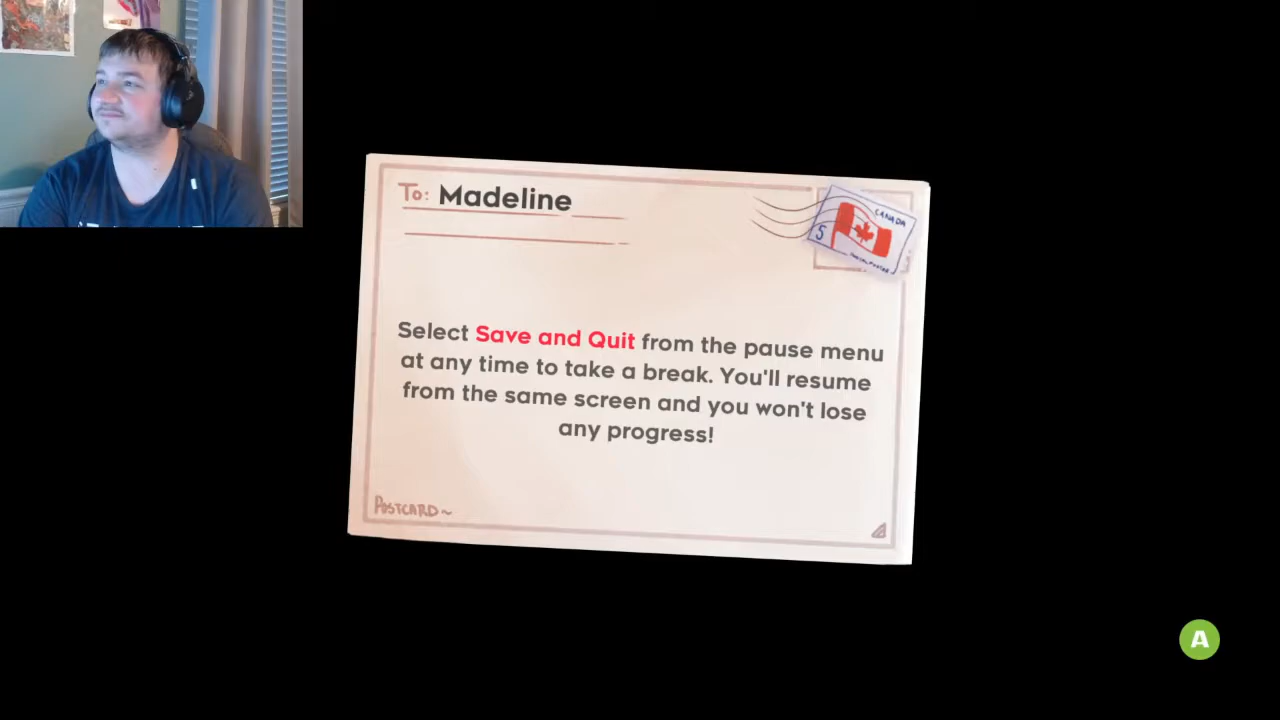 To: Madeline
CANADA
5
Select Save and Quit from the pause menu
at any time to take a break. You'll resume
from the same screen and you won't lose
any progress!
POSTCARD~
A